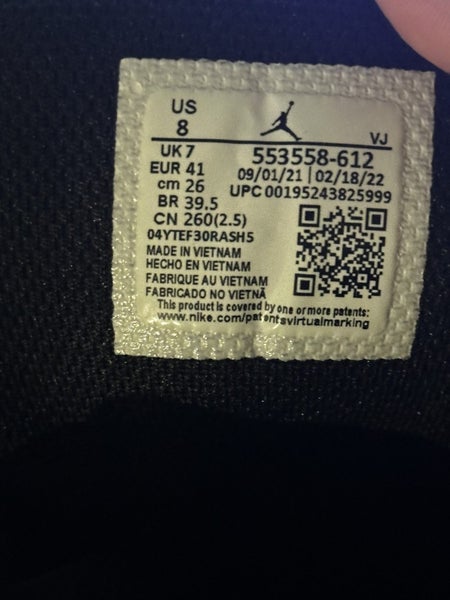 US
8
VJ
UK 7
553558-612
EUR 41
09/01/21 | 02/18/22
cm 26
UPC 00195243825999
BR 39.5
CN 260(2.5)
04YTEF30RASH5
MADE IN VIETNAM
HECHO EN VIETNAM
FABRIQUE AU VIETNAM
FABRICADO NO VIETNÃ
This product is covered by one or more patents:
www.nike.com/patentsvirtualmarking